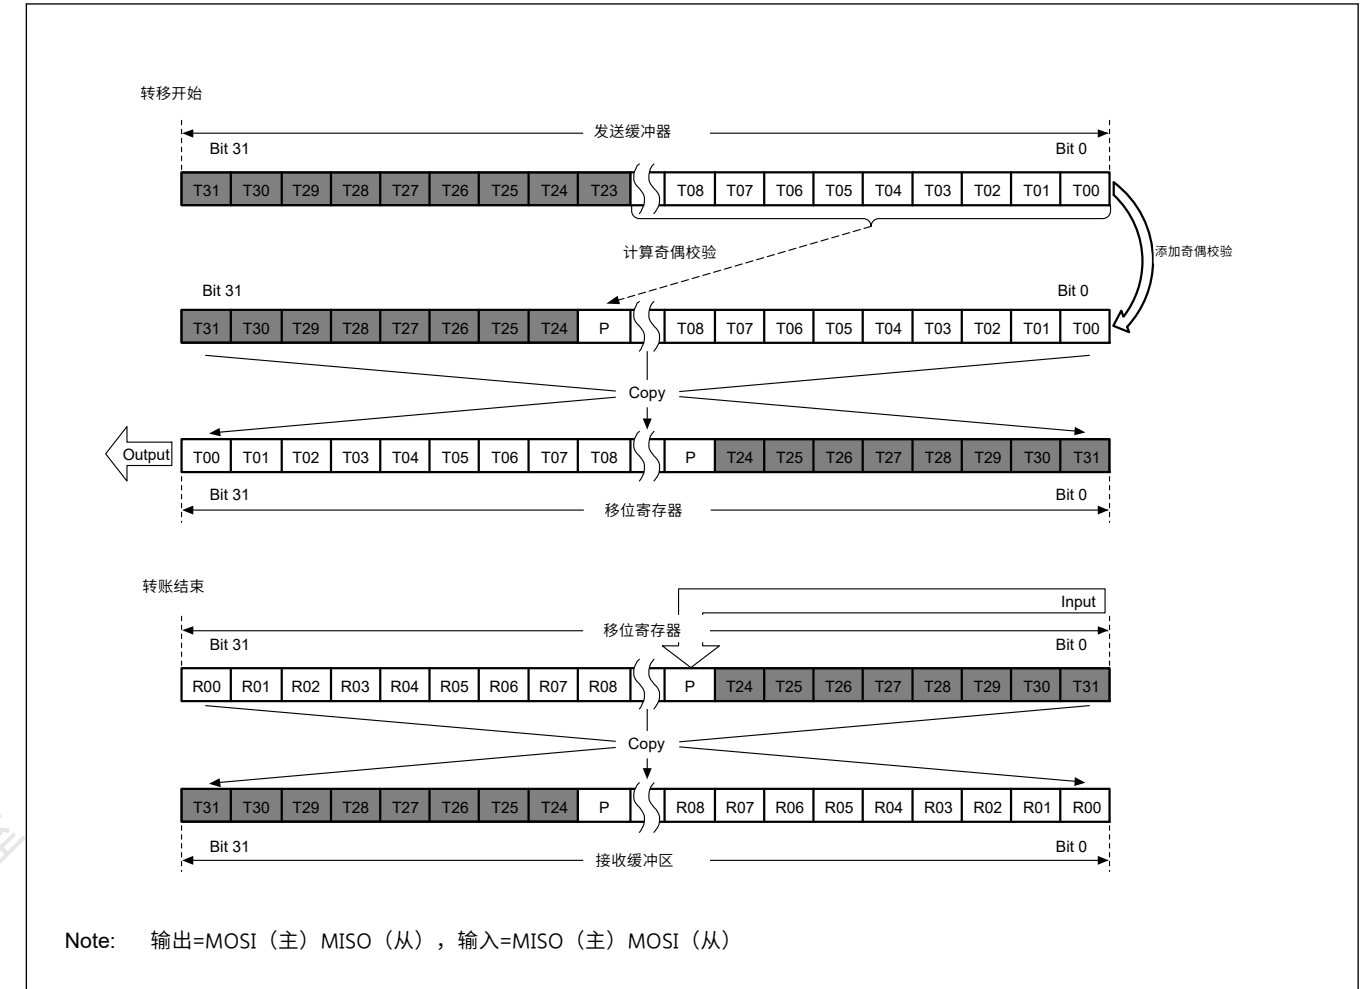 转移开始
发送缓冲器
Bit 31 Bit 0
T31 T30 T29 T28 T27 T26 T25 T24 T23 T08 T07 T06 T05 T04 T03 T02 T01 T00
计算奇偶校验
添加奇偶校验
Bit 31 Bit 0
T31 T30 T29 T28 T27 T26 T25 T24 P T08 T07 T06 T05 T04 T03 T02 T01 T00
Copy
Output T00 T01 T02 T03 T04 T05 T06 T07 T08 P T24 T25 T26 T27 T28 T29 T30 T31
Bit 31 Bit 0
移位寄存器
转账结束
Input
移位寄存器
Bit 31 Bit 0
R00 R01 R02 R03 R04 R05 R06 R07 R08 P T24 T25 T26 T27 T28 T29 T30 T31
Copy
T31 T30 T29 T28 T27 T26 T25 T24 P R08 R07 R06 R05 R04 R03 R02 R01 R00
Bit 31 Bit 0
接收缓冲区
Note: 输出=MOSI（主）MISO（从），输入=MISO（主）MOSI（从）